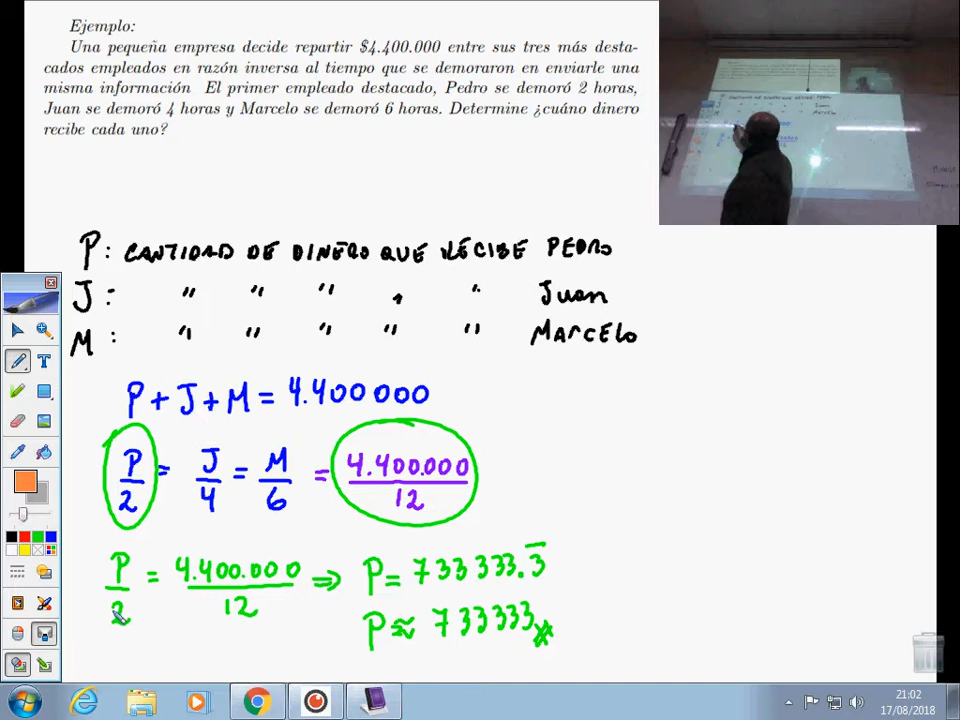 Ejemplo:
Una pequeña empresa decide repartir $4.400.000 entre sus tres más desta-
cados empleados en razón inversa al tiempo que se demoraron en enviarle una
misma información El primer empleado destacado, Pedro se demoró 2 horas,
Juan se demoró 4 horas y Marcelo se demoró 6 horas. Determine ¿cuáno dinero
recibe cada uno?
P: CANTIDAD DE DINERO QUE RECIBE PEDRO
J: " " " " " Juan
M: " " " " " MARCELO
P + J + M = 4.400000
P/2 = J/4 = M/6 = 4.400.000/12
P/2 = 4.400.000/12 ⇒ P = 733333.3̅
P ≈ 733333
21:02
17/08/2018